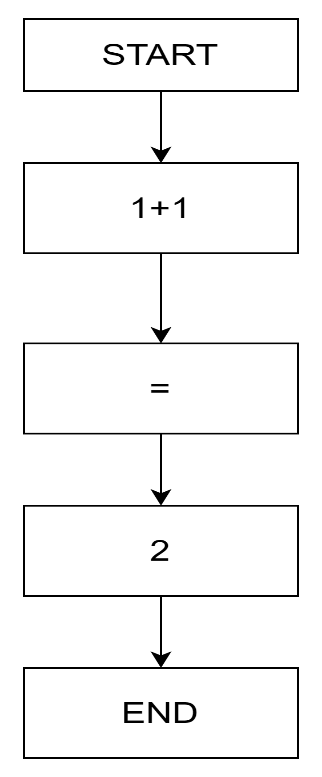 START
1+1
=
2
END